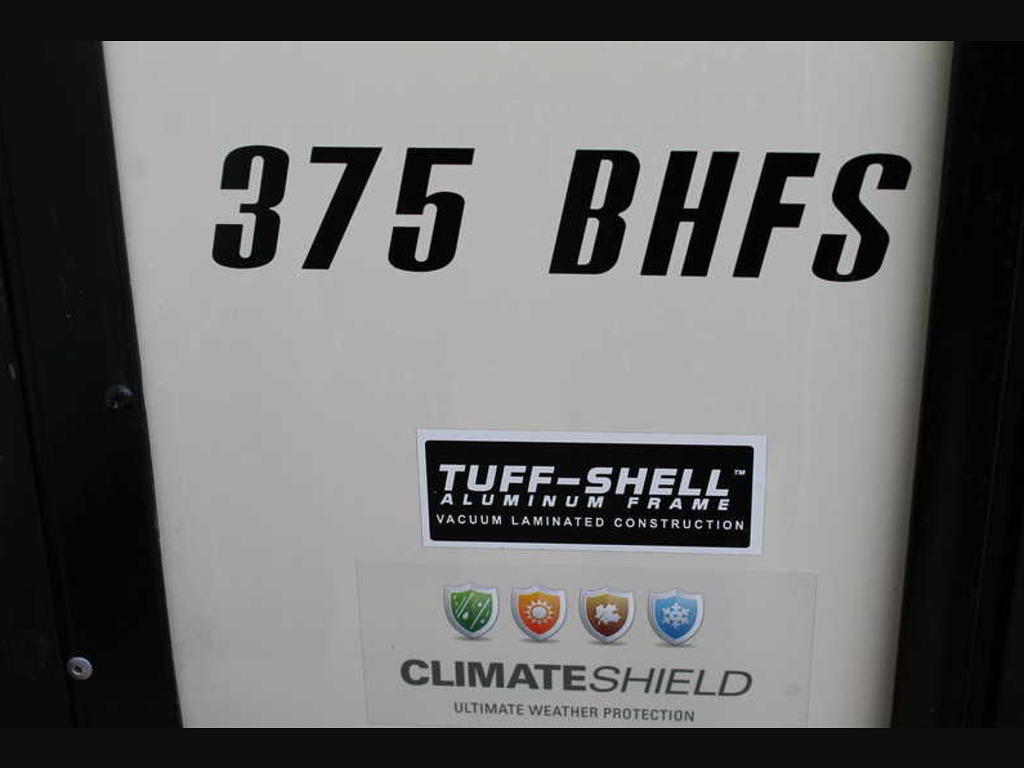 375 BHFS
TUFF-SHELL™
ALUMINUM FRAME
VACUUM LAMINATED CONSTRUCTION
CLIMATESHIELD
ULTIMATE WEATHER PROTECTION